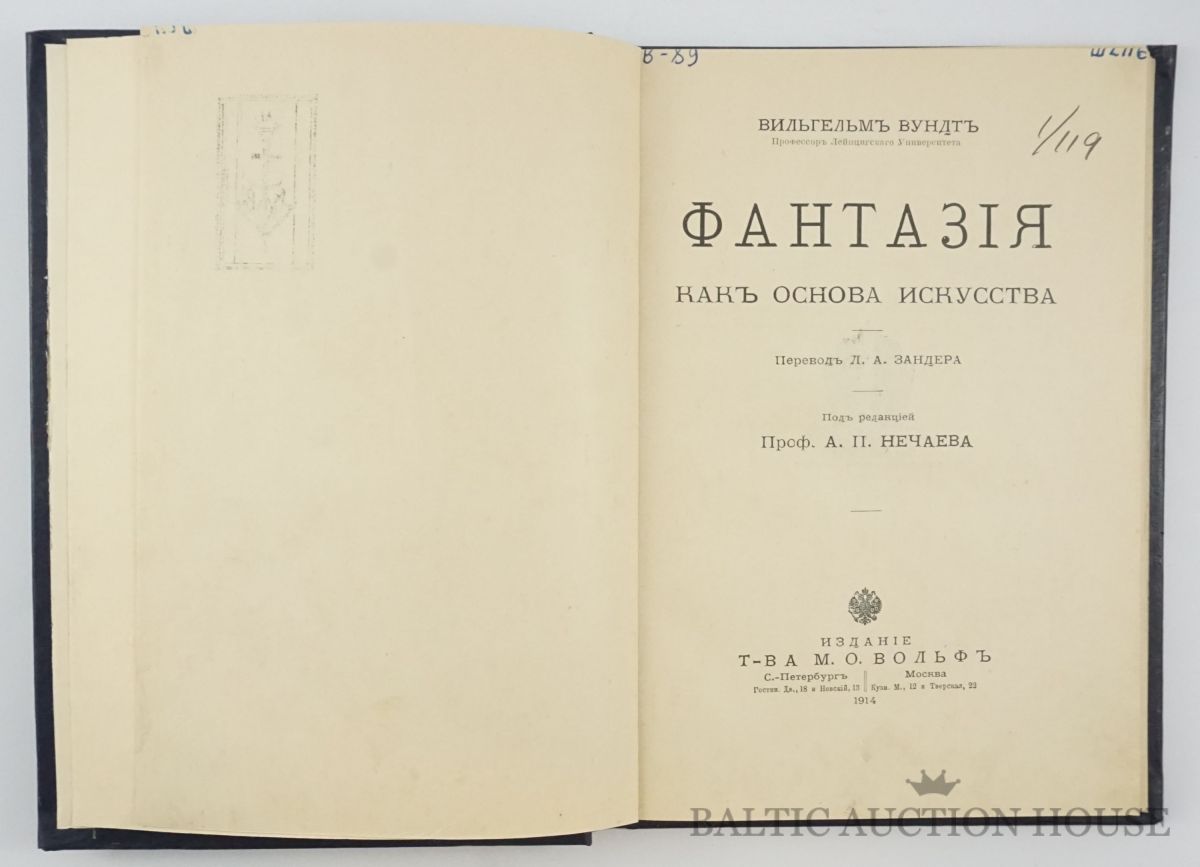 В-89
ВИЛЬГЕЛЬМЪ ВУНДТЪ
Профессоръ Лейпцигскаго Университета
1/119
ФАНТАЗІЯ
КАКЪ ОСНОВА ИСКУССТВА
Переводъ Л. А. ЗАНДЕРА
Подъ редакціей
Проф. А. П. НЕЧАЕВА
ИЗДАНІЕ
Т-ВА М. О. ВОЛЬФЪ
С.-Петербургъ Москва
Гостин. Дв., 18 и Невскій, 13 Кузн. М., 12 и Тверская, 22
1914
BALTIC AUCTION HOUSE